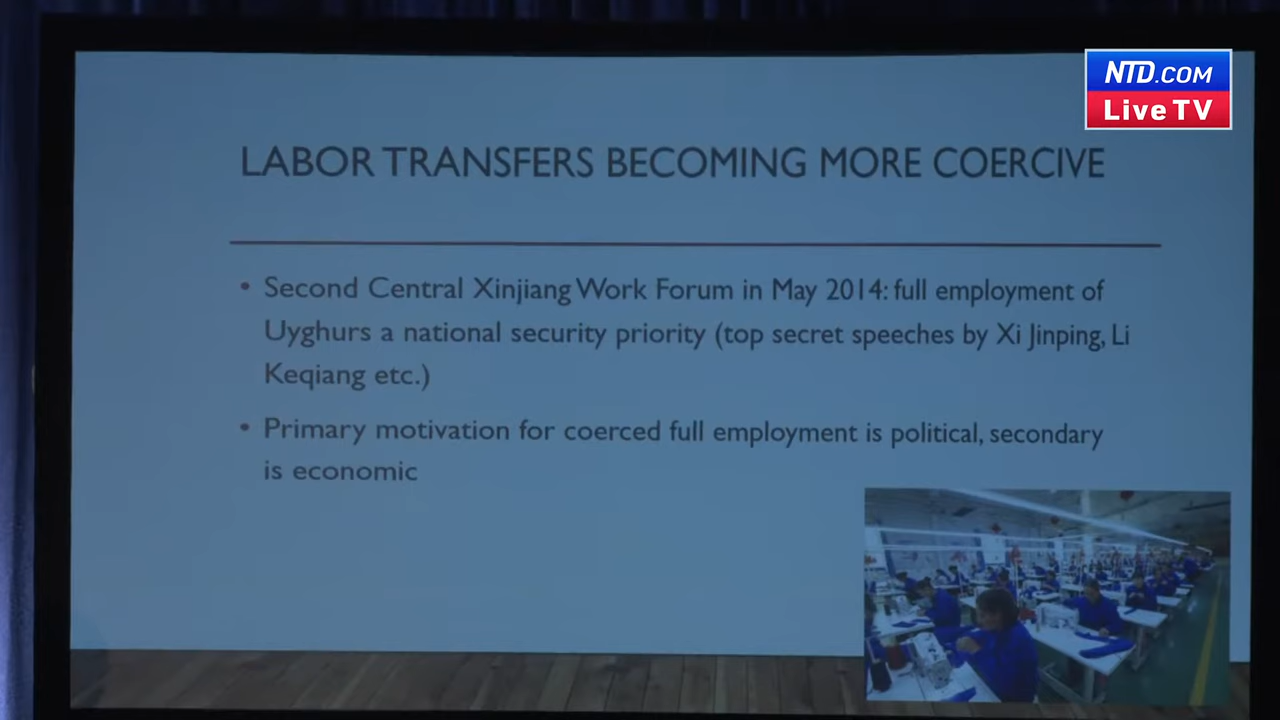 NTD.COM
Live TV
LABOR TRANSFERS BECOMING MORE COERCIVE
• Second Central Xinjiang Work Forum in May 2014: full employment of
Uyghurs a national security priority (top secret speeches by Xi Jinping, Li
Keqiang etc.)
• Primary motivation for coerced full employment is political, secondary
is economic